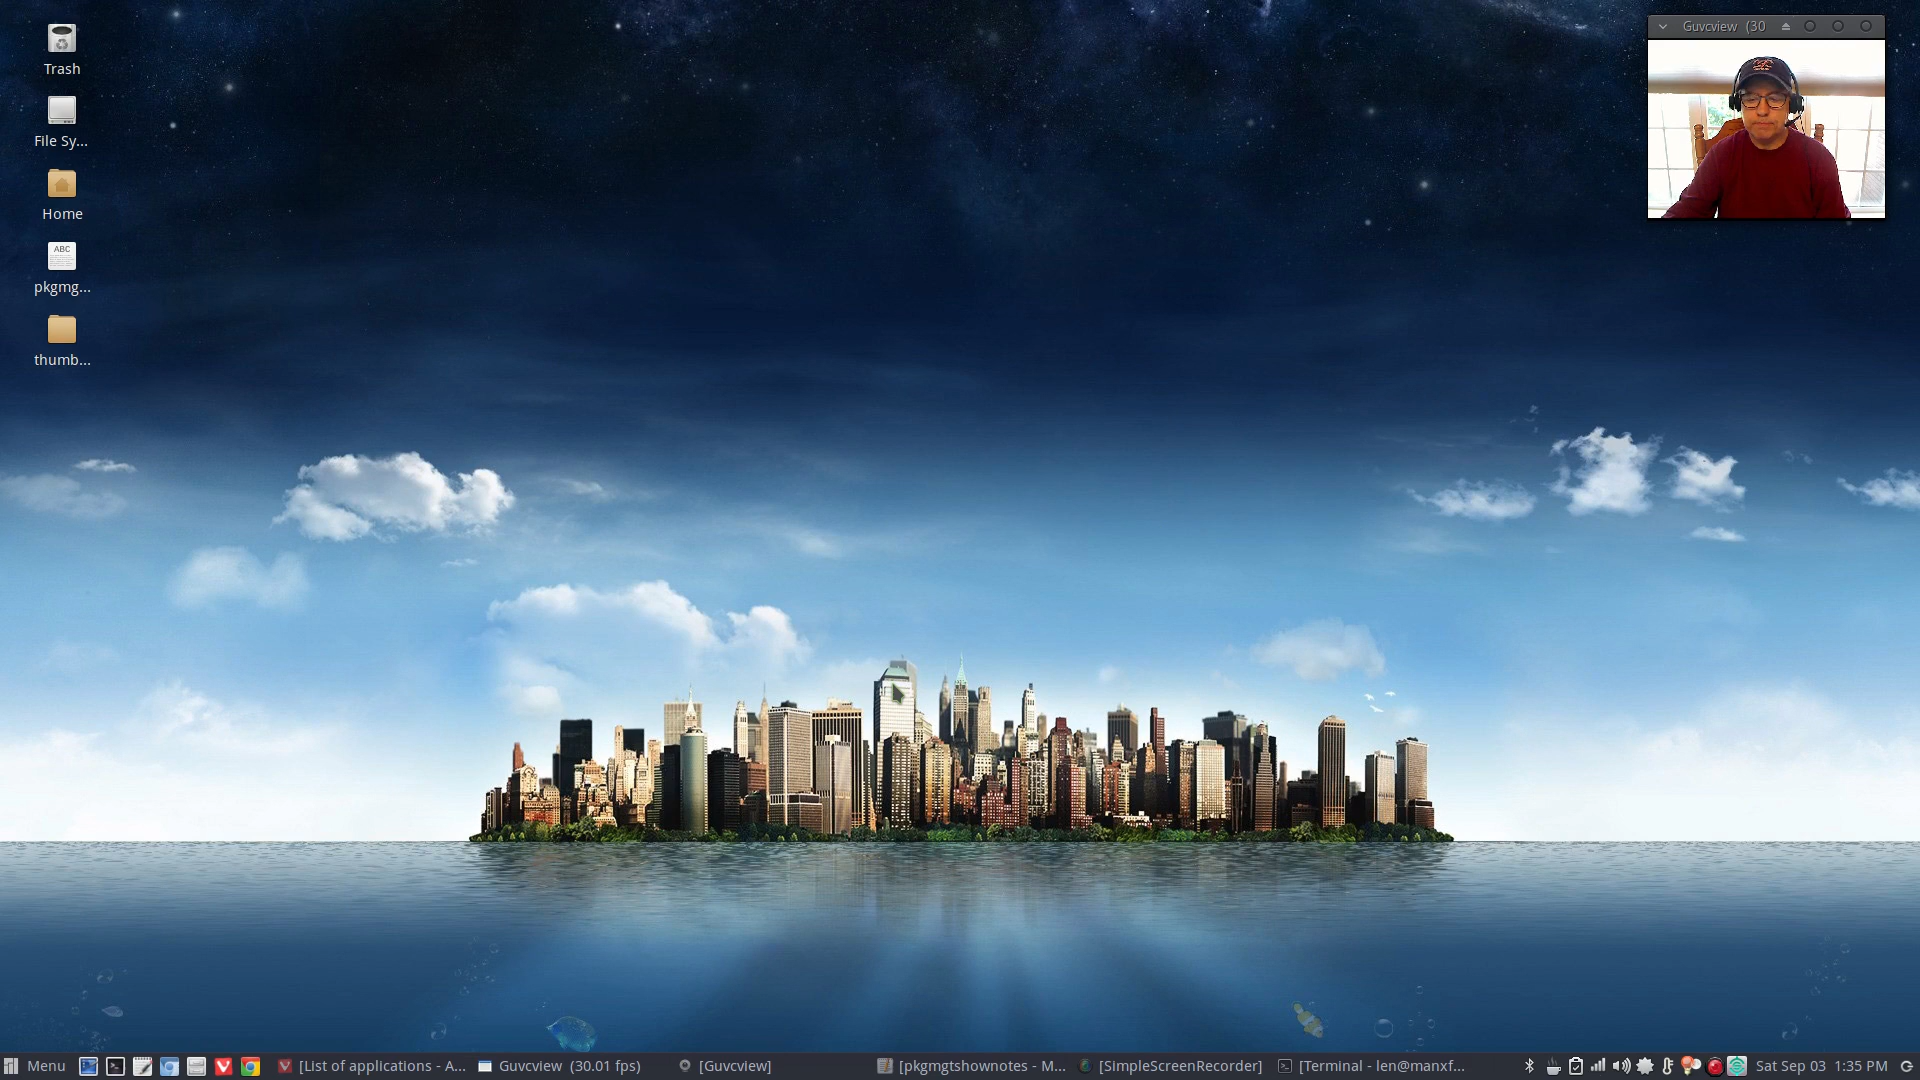 Trash
File Sy...
Home
ABC
pkgmg...
thumb...
Guvcview (30
Menu
[List of applications - A...
Guvcview (30.01 fps)
[Guvcview]
[pkgmgtshownotes - M...
[SimpleScreenRecorder]
[Terminal - len@manxf...
Sat Sep 03 1:35 PM